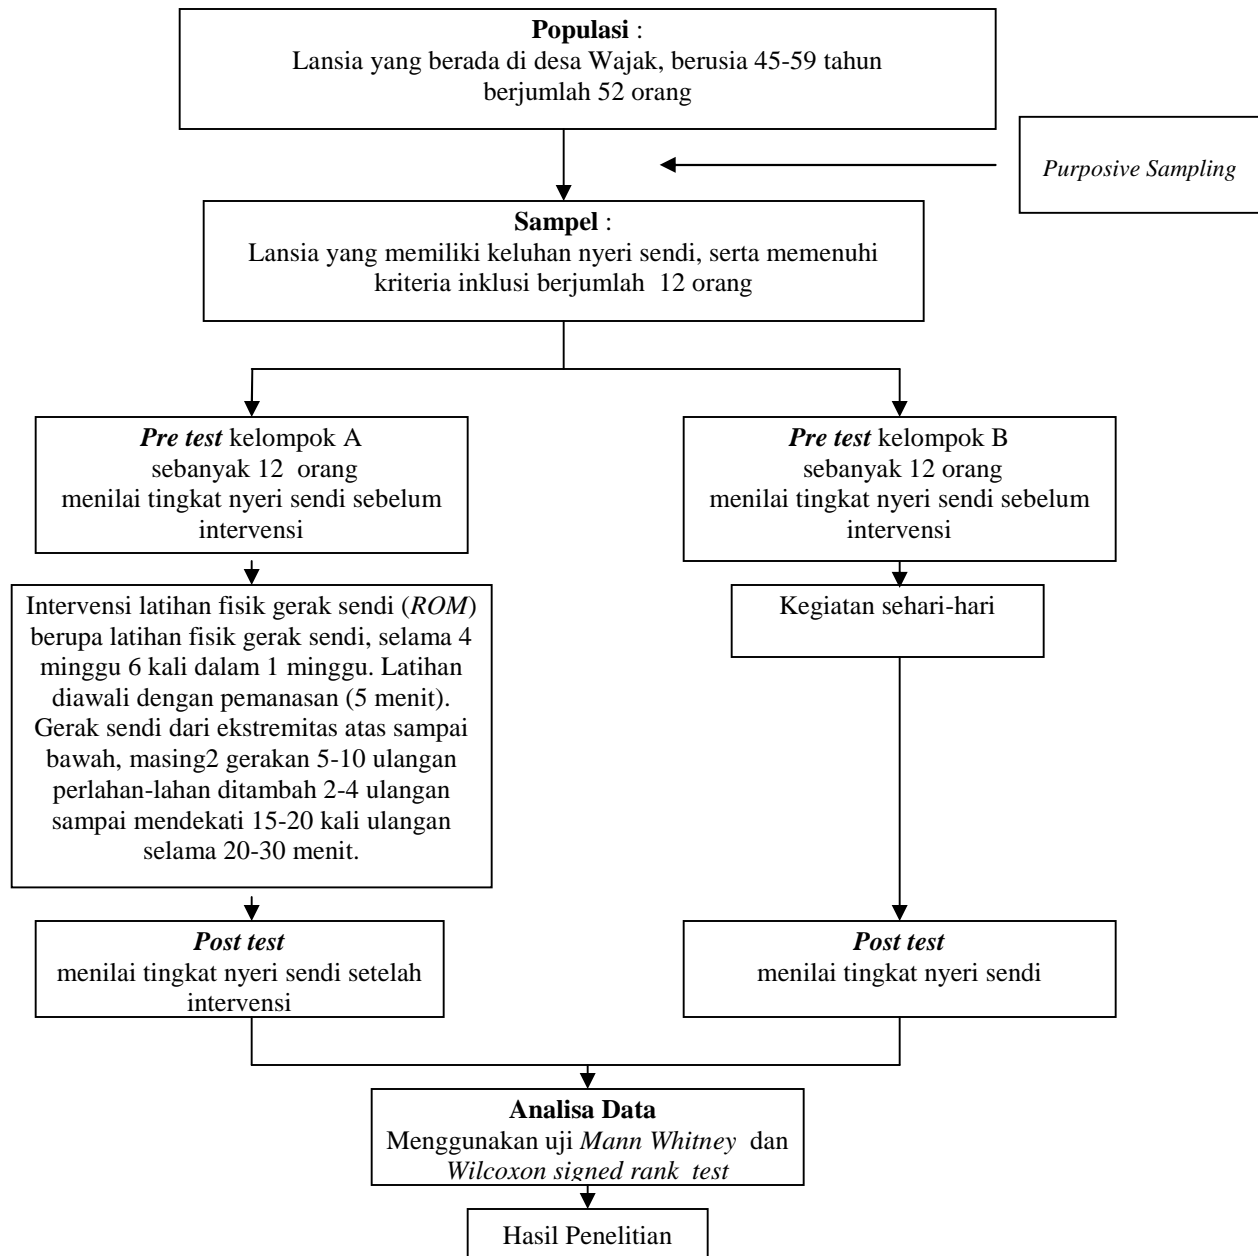 Populasi :
Lansia yang berada di desa Wajak, berusia 45-59 tahun
berjumlah 52 orang
Purposive Sampling
Sampel :
Lansia yang memiliki keluhan nyeri sendi, serta memenuhi
kriteria inklusi berjumlah 12 orang
Pre test kelompok A
sebanyak 12 orang
menilai tingkat nyeri sendi sebelum
intervensi
Pre test kelompok B
sebanyak 12 orang
menilai tingkat nyeri sendi sebelum
intervensi
Intervensi latihan fisik gerak sendi (ROM)
berupa latihan fisik gerak sendi, selama 4
minggu 6 kali dalam 1 minggu. Latihan
diawali dengan pemanasan (5 menit).
Gerak sendi dari ekstremitas atas sampai
bawah, masing2 gerakan 5-10 ulangan
perlahan-lahan ditambah 2-4 ulangan
sampai mendekati 15-20 kali ulangan
selama 20-30 menit.
Kegiatan sehari-hari
Post test
menilai tingkat nyeri sendi setelah
intervensi
Post test
menilai tingkat nyeri sendi
Analisa Data
Menggunakan uji Mann Whitney dan
Wilcoxon signed rank test
Hasil Penelitian